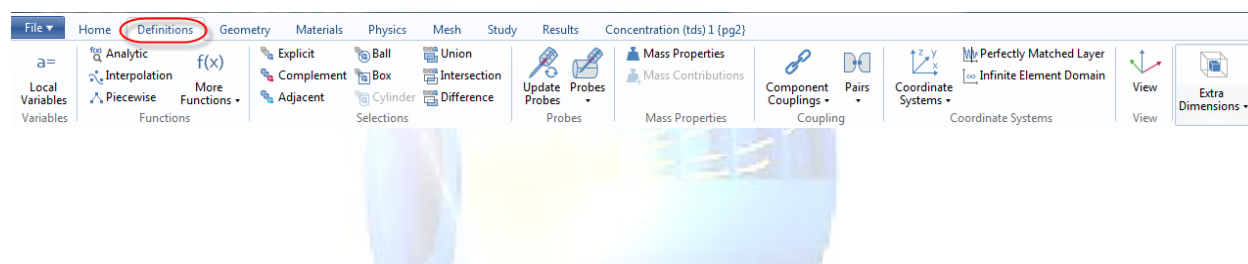 File Home Definitions Geometry Materials Physics Mesh Study Results Concentration (tds) 1 {pg2}
a= Local Variables
Variables
Analytic
Interpolation
Piecewise
f(x) More Functions
Functions
Explicit
Complement
Adjacent
Ball
Box
Cylinder
Union
Intersection
Difference
Selections
Update Probes
Probes
Probes
Mass Properties
Mass Contributions
Mass Properties
Component Couplings
Pairs
Coupling
Coordinate Systems
Perfectly Matched Layer
Infinite Element Domain
Coordinate Systems
View
View
Extra Dimensions